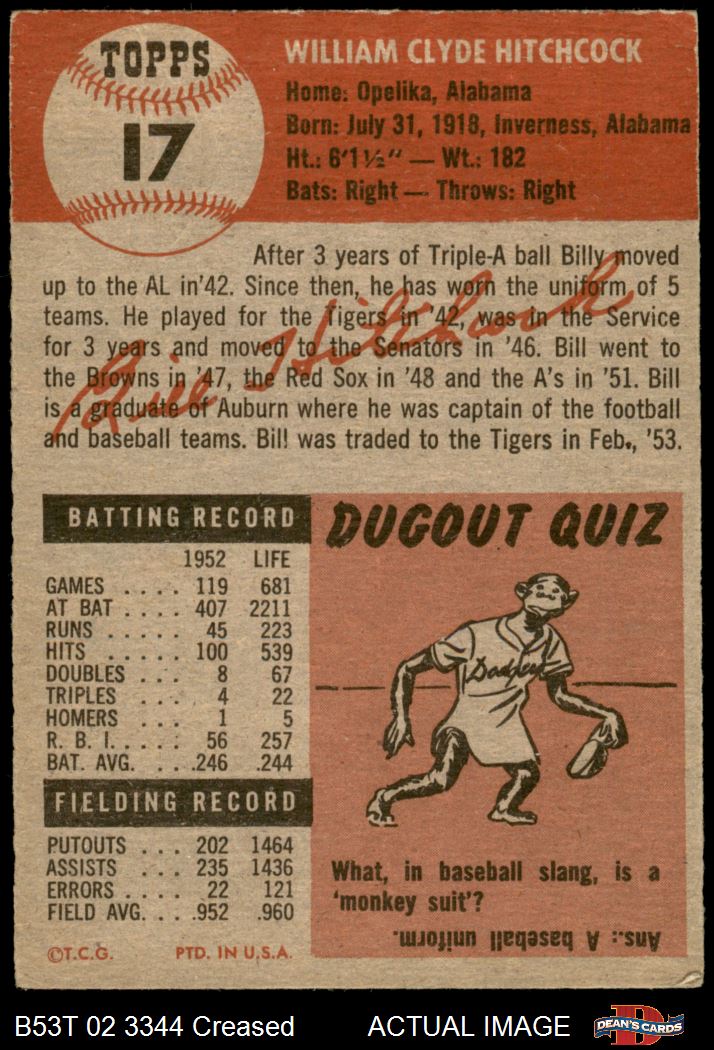 TOPPS
17
WILLIAM CLYDE HITCHCOCK
Home: Opelika, Alabama
Born: July 31, 1918, Inverness, Alabama
Ht.: 6'1½" — Wt.: 182
Bats: Right — Throws: Right
After 3 years of Triple-A ball Billy moved
up to the AL in'42. Since then, he has worn the uniform of 5
teams. He played for the Tigers in '42, was in the Service
for 3 years and moved to the Senators in '46. Bill went to
the Browns in '47, the Red Sox in '48 and the A's in '51. Bill
is a graduate of Auburn where he was captain of the football
and baseball teams. Bill was traded to the Tigers in Feb., '53.
Bill Hitchcock
BATTING RECORD
1952 LIFE
GAMES .... 119 681
AT BAT .... 407 2211
RUNS ..... 45 223
HITS ..... 100 539
DOUBLES ... 8 67
TRIPLES ... 4 22
HOMERS ... 1 5
R. B. I. .... 56 257
BAT. AVG. . .246 .244
FIELDING RECORD
PUTOUTS ... 202 1464
ASSISTS ... 235 1436
ERRORS ... 22 121
FIELD AVG. . .952 .960
©T.C.G. PTD. IN U.S.A.
DUGOUT QUIZ
Dodgers
What, in baseball slang, is a
'monkey suit'?
Ans.: A baseball uniform.
B53T 02 3344 Creased ACTUAL IMAGE
D
DEAN'S CARDS